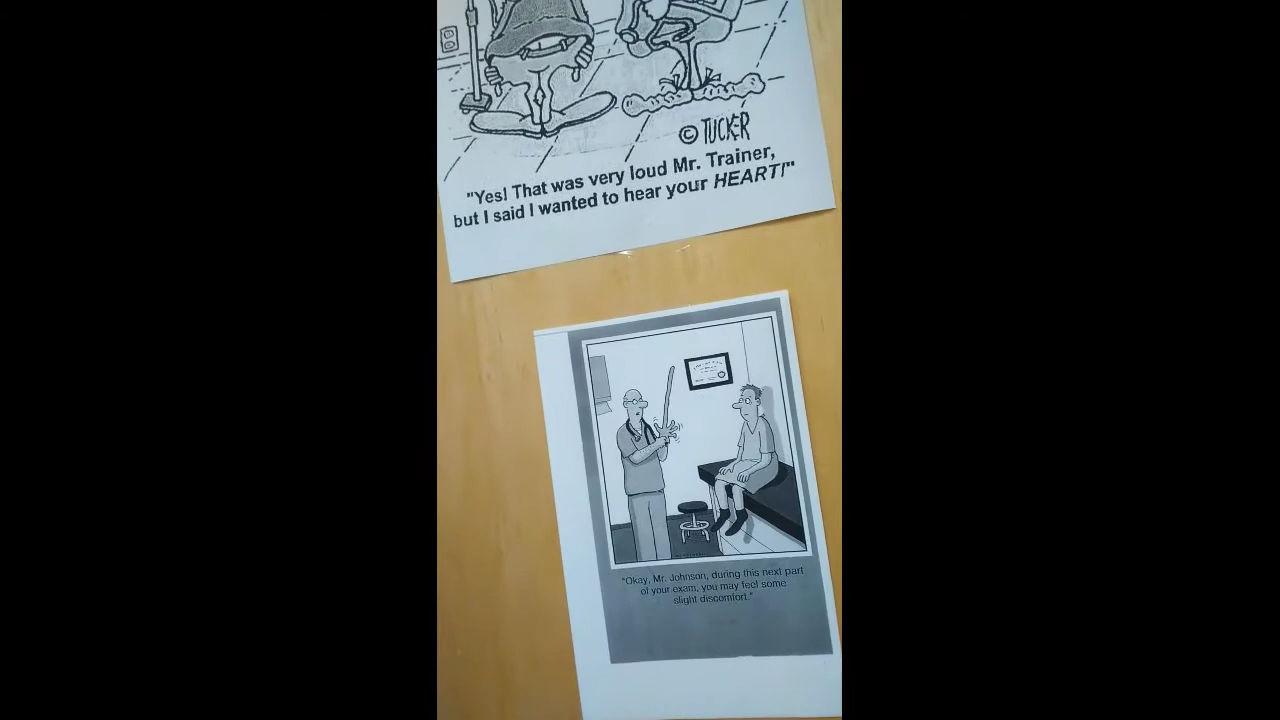 © TUCKER
"Yes! That was very loud Mr. Trainer,
but I said I wanted to hear your HEART!"
"Okay, Mr. Johnson, during this next part
of your exam, you may feel some
slight discomfort."